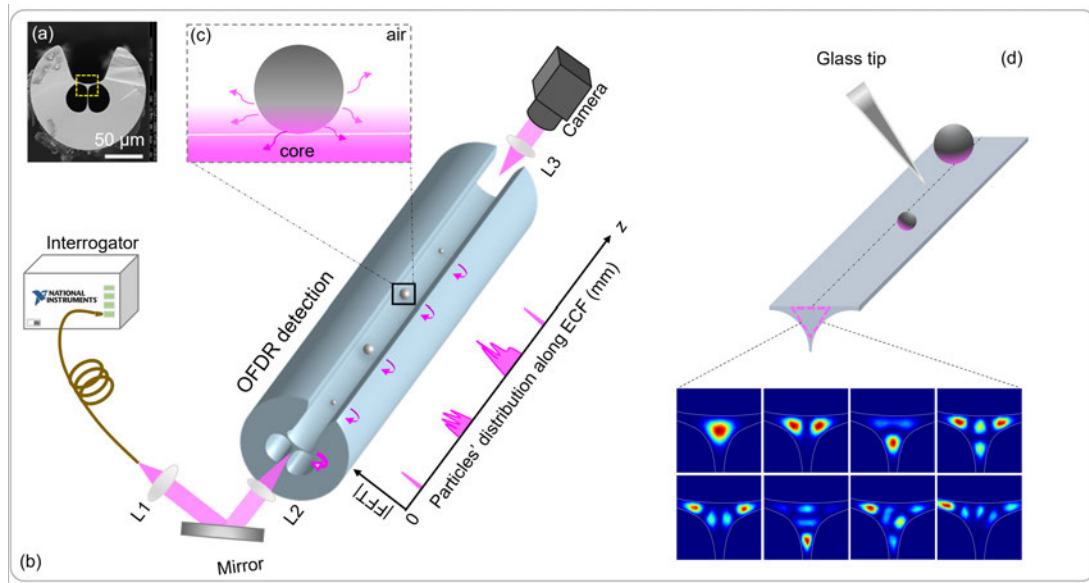 (a)
50 μm
(c)
air
core
Camera
L3
Glass tip
(d)
Interrogator
NATIONAL
INSTRUMENTS
OFDR detection
z
Particles' distribution along ECF (mm)
0
L1
L2
Mirror
(b)